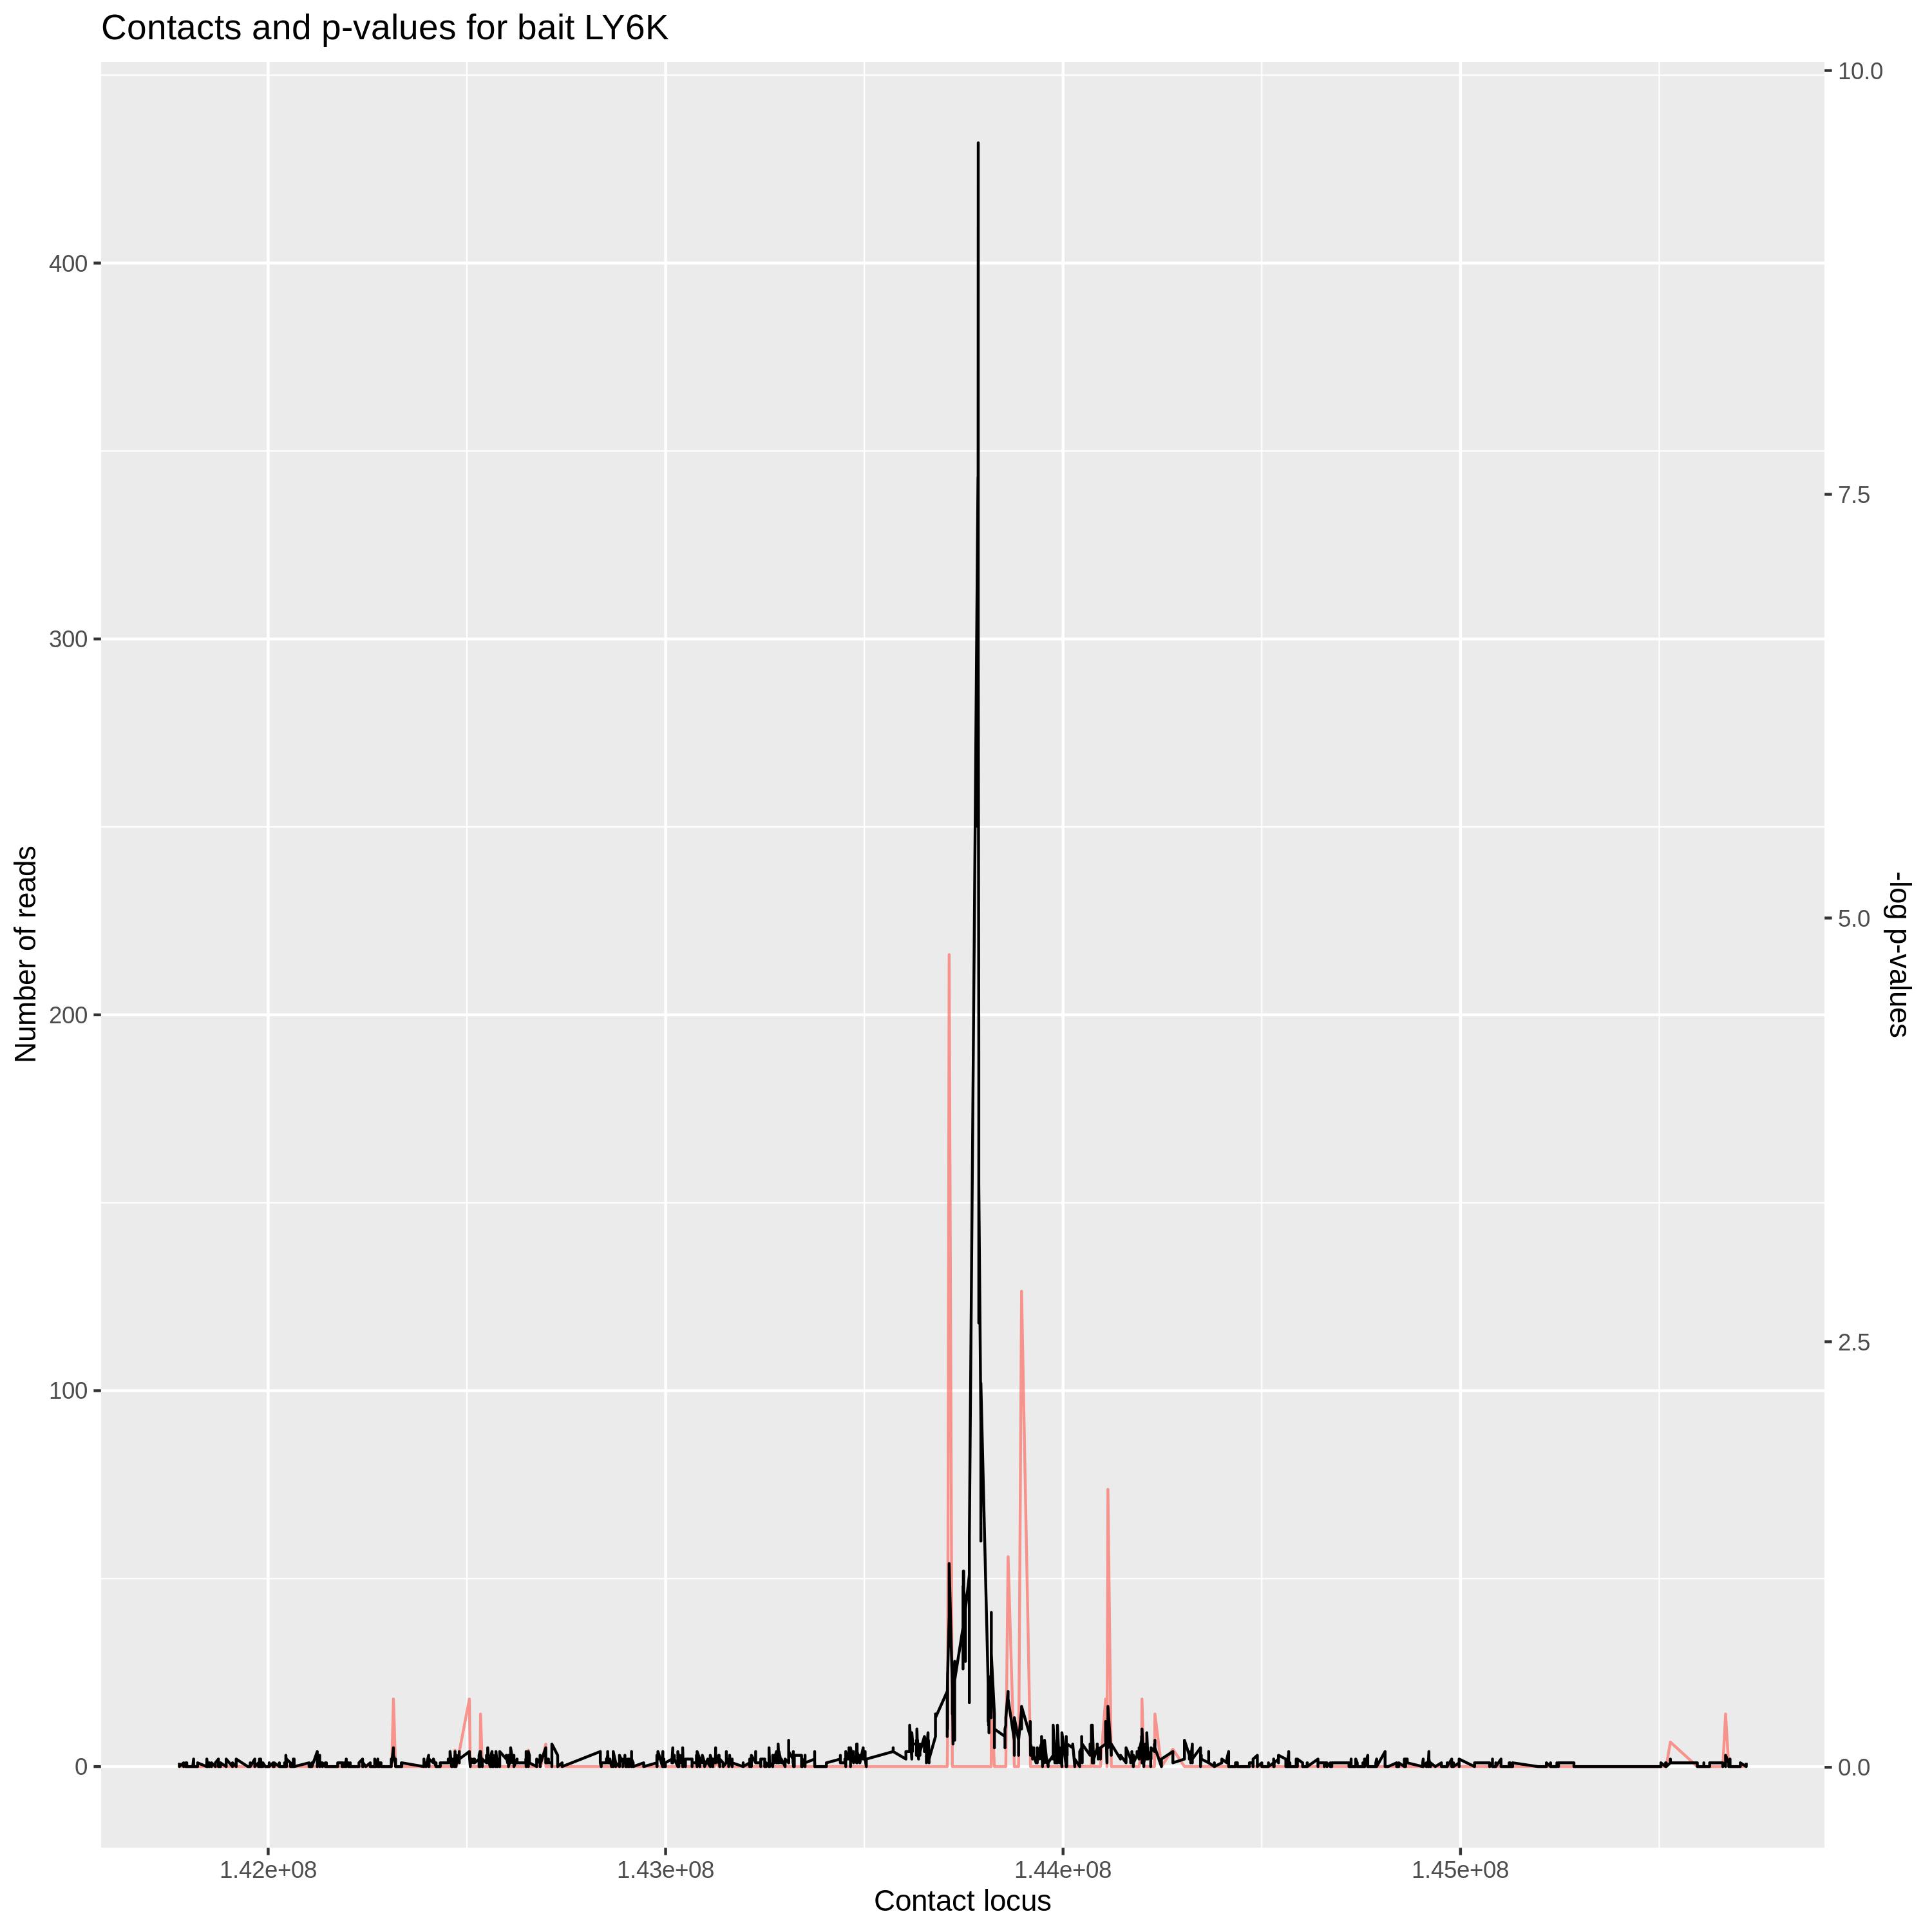 Contacts and p-values for bait LY6K
10.0
400
7.5
300
5.0
Number of reads
-log p-values
200
2.5
100
0
0.0
1.42e+08
1.43e+08
1.44e+08
1.45e+08
Contact locus